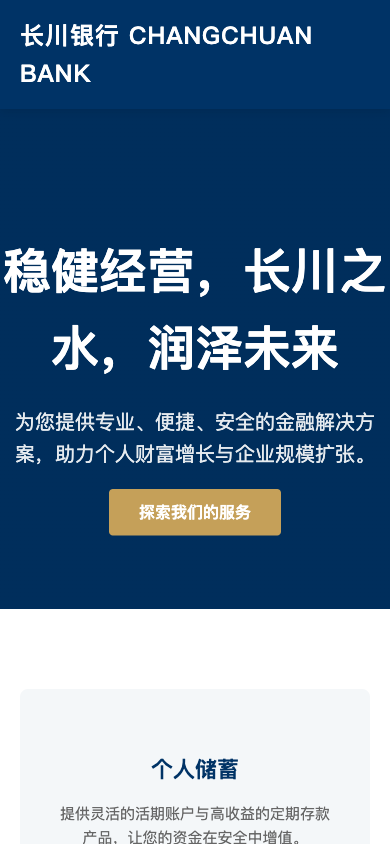 长川银行 CHANGCHUAN
BANK
稳健经营，长川之
水，润泽未来
为您提供专业、便捷、安全的金融解决方
案，助力个人财富增长与企业规模扩张。
探索我们的服务
个人储蓄
提供灵活的活期账户与高收益的定期存款
产品，让您的资金在安全中增值。